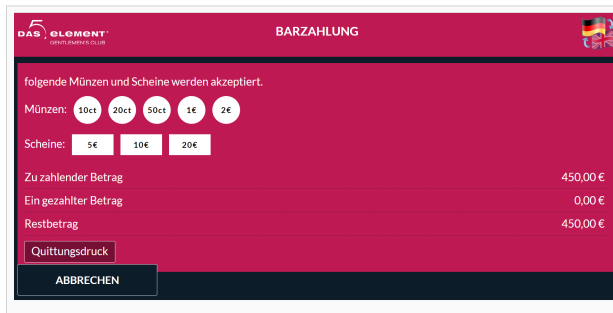 DAS 5. ELEMENT
GENTLEMEN'S CLUB
BARZAHLUNG
folgende Münzen und Scheine werden akzeptiert.
Münzen: 10ct 20ct 50ct 1€ 2€
Scheine: 5€ 10€ 20€
Zu zahlender Betrag 450,00 €
Ein gezahlter Betrag 0,00 €
Restbetrag 450,00 €
Quittungsdruck
ABBRECHEN